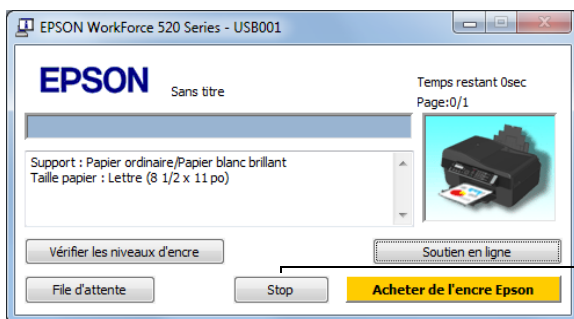 EPSON WorkForce 520 Series - USB001
EPSON
Sans titre
Temps restant 0sec
Page:0/1
Support : Papier ordinaire/Papier blanc brillant
Taille papier : Lettre (8 1/2 x 11 po)
Vérifier les niveaux d'encre
Soutien en ligne
File d'attente
Stop
Acheter de l'encre Epson